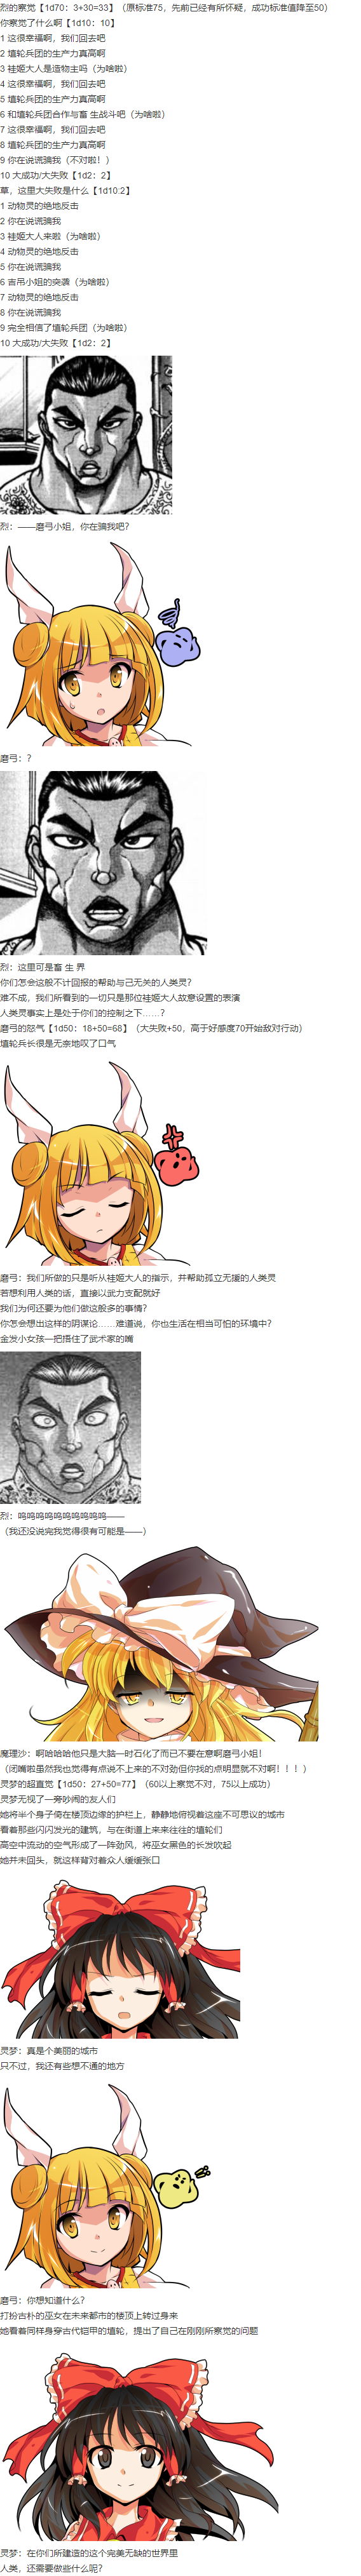 烈的察觉【1d70：3+30=33】（原标准75，先前已经有所怀疑，成功标准值降至50）
你察觉了什么啊【1d10：10】
1 这很幸福啊，我们回去吧
2 埴轮兵团的生产力真高啊
3 袿姬大人是造物主吗（为啥啦）
4 这很幸福啊，我们回去吧
5 埴轮兵团的生产力真高啊
6 和埴轮兵团合作与畜 生战斗吧（为啥啦）
7 这很幸福啊，我们回去吧
8 埴轮兵团的生产力真高啊
9 你在说谎骗我（不对啦！）
10 大成功/大失败【1d2：2】
草，这里大失败是什么【1d10:2】
1 动物灵的绝地反击
2 你在说谎骗我
3 袿姬大人来啦（为啥啦）
4 动物灵的绝地反击
5 你在说谎骗我
6 吉吊小姐的突袭（为啥啦）
7 动物灵的绝地反击
8 你在说谎骗我
9 完全相信了埴轮兵团（为啥啦）
10 大成功/大失败【1d2：2】
烈：——磨弓小姐，你在骗我吧？
磨弓：？
烈：这里可是畜 生 界
你们怎会这般不计回报的帮助与己无关的人类灵？
难不成，我们所看到的一切只是那位袿姬大人故意设置的表演
人类灵事实上是处于你们的控制之下……？
磨弓的怒气【1d50：18+50=68】（大失败+50，高于好感度70开始敌对行动）
埴轮兵长很是无奈地叹了口气
磨弓：我们所做的只是听从袿姬大人的指示，并帮助孤立无援的人类灵
若想利用人类的话，直接以武力支配就好
我们为何还要为他们做这般多的事情？
你怎会想出这样的阴谋论……难道说，你也生活在相当可怕的环境中？
金发小女孩一把捂住了武术家的嘴
烈：呜呜呜呜呜呜呜呜呜呜——
（我还没说完我觉得很有可能是——）
魔理沙：啊哈哈哈他只是大脑一时石化了而已不要在意啊磨弓小姐！
（闭嘴啦虽然我也觉得有点说不上来的不对劲但你找的点明显就不对啊！！！）
灵梦的超直觉【1d50：27+50=77】（60以上察觉不对，75以上成功）
灵梦无视了一旁吵闹的友人们
她将半个身子倚在楼顶边缘的护栏上，静静地俯视着这座不可思议的城市
看着那些闪闪发光的建筑，与在街道上来来往往的埴轮们
高空中流动的空气形成了一阵劲风，将巫女黑色的长发吹起
她并未回头，就这样背对着众人缓缓张口
灵梦：真是个美丽的城市
只不过，我还有些想不通的地方
磨弓：你想知道什么？
打扮古朴的巫女在未来都市的楼顶上转过身来
她看着同样身穿古代铠甲的埴轮，提出了自己在刚刚所察觉的问题
灵梦：在你们所建造的这个完美无缺的世界里
人类，还需要做些什么呢？